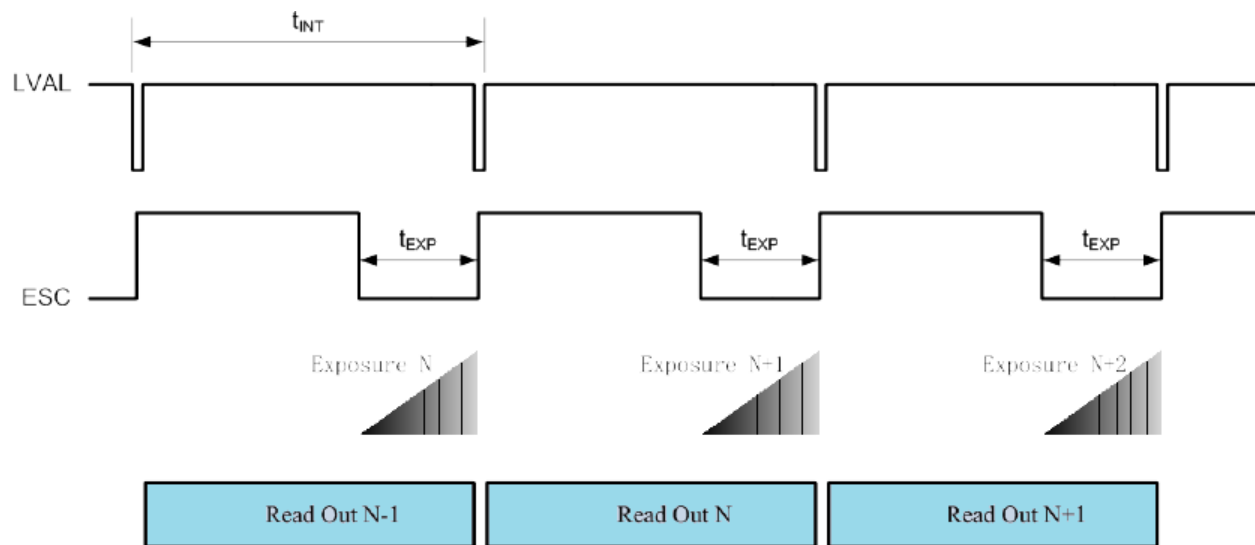 tINT
LVAL
tEXP tEXP tEXP
ESC
Exposure N Exposure N+1 Exposure N+2
Read Out N-1 Read Out N Read Out N+1